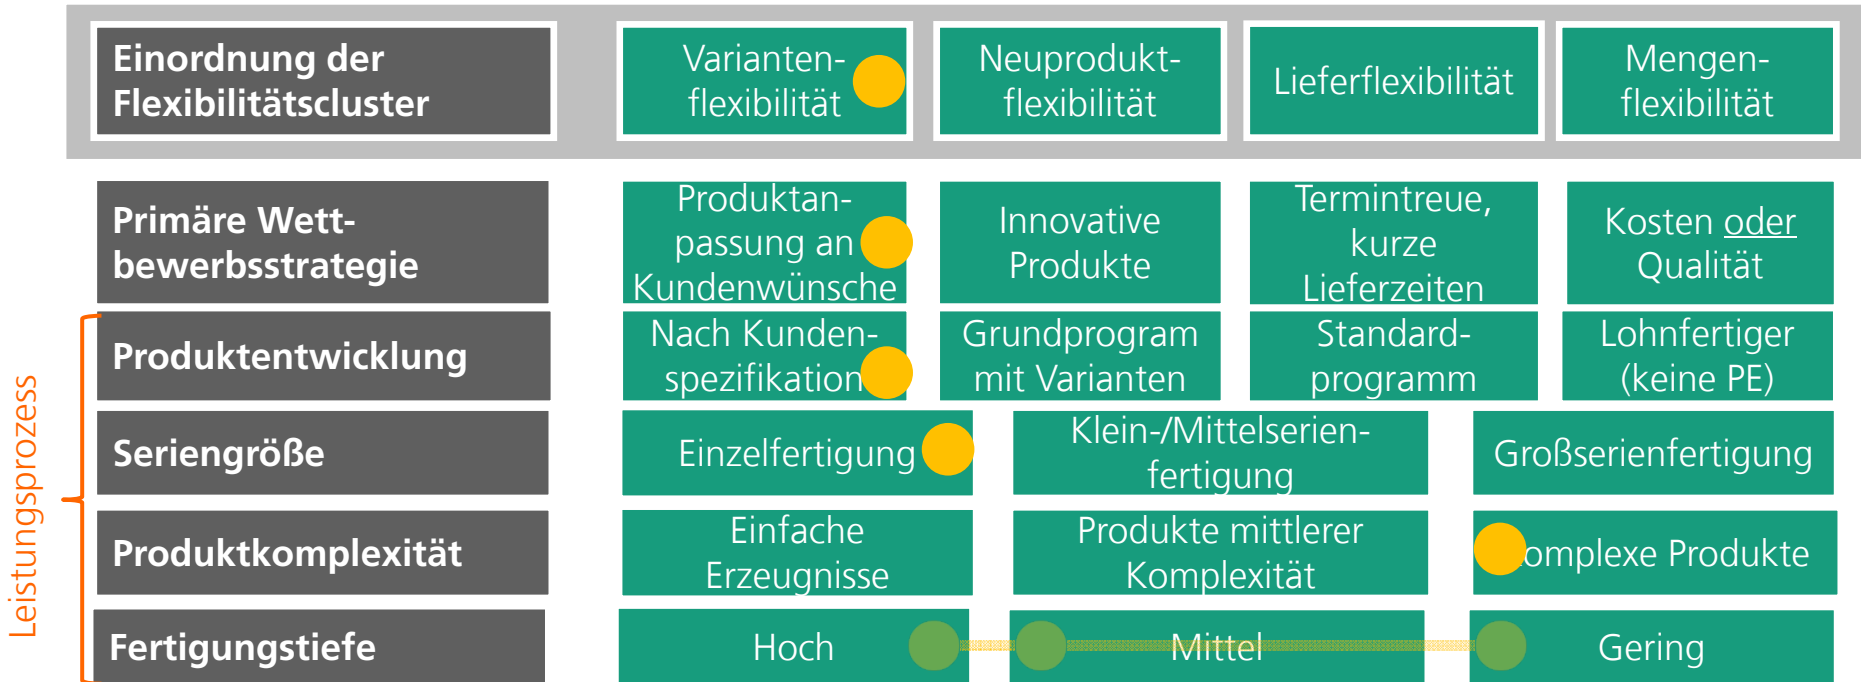 Einordnung der
Flexibilitätscluster
Varianten-
flexibilität
Neuprodukt-
flexibilität
Lieferflexibilität
Mengen-
flexibilität
Primäre Wett-
bewerbsstrategie
Produktan-
passung an
Kundenwünsche
Innovative
Produkte
Termintreue,
kurze
Lieferzeiten
Kosten oder
Qualität
Leistungsprozess
Produktentwicklung
Nach Kunden-
spezifikation
Grundprogram
mit Varianten
Standard-
programm
Lohnfertiger
(keine PE)
Seriengröße
Einzelfertigung
Klein-/Mittelserien-
fertigung
Großserienfertigung
Produktkomplexität
Einfache
Erzeugnisse
Produkte mittlerer
Komplexität
omplexe Produkte
Fertigungstiefe
Hoch
Mittel
Gering